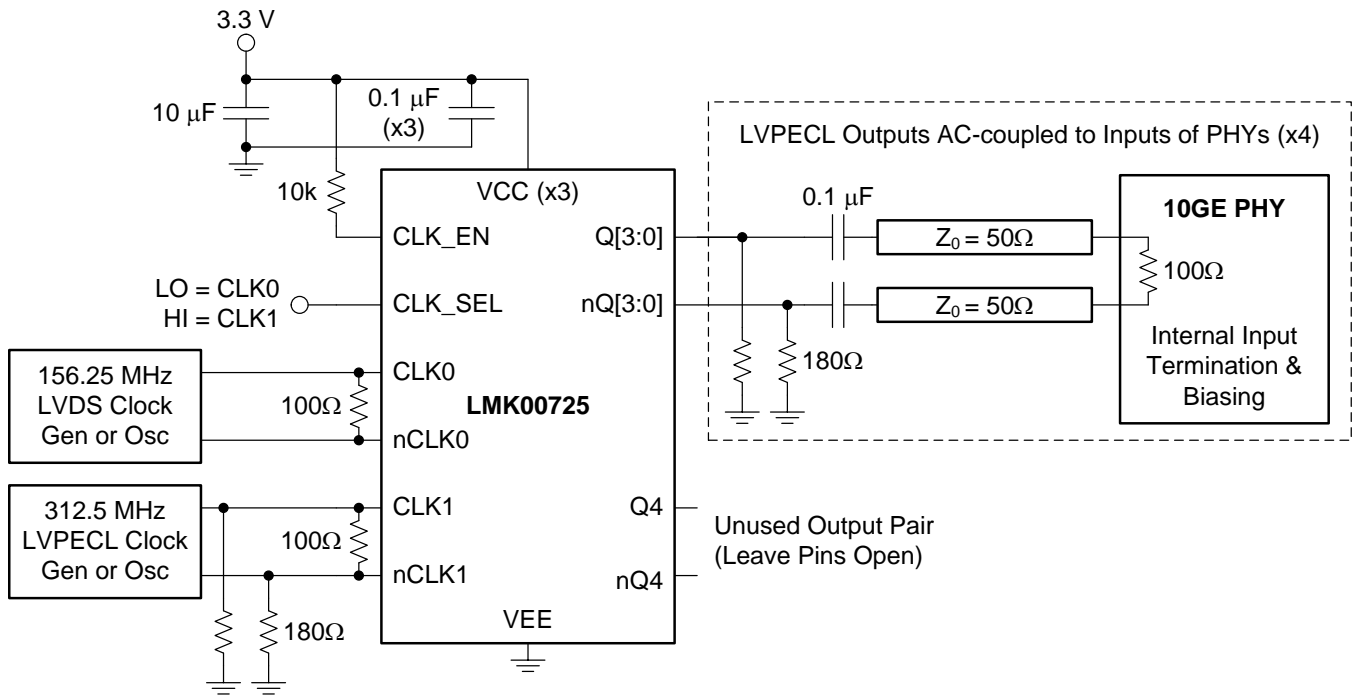 3.3 V
10 μF
0.1 μF
(x3)
10k
VCC (x3)
CLK_EN
CLK_SEL
LO = CLK0
HI = CLK1
156.25 MHz
LVDS Clock
Gen or Osc
100Ω
CLK0
nCLK0
312.5 MHz
LVPECL Clock
Gen or Osc
100Ω
180Ω
CLK1
nCLK1
LMK00725
VEE
Q[3:0]
nQ[3:0]
Q4
nQ4
Unused Output Pair
(Leave Pins Open)
LVPECL Outputs AC-coupled to Inputs of PHYs (x4)
0.1 μF
Z0 = 50Ω
Z0 = 50Ω
180Ω
10GE PHY
100Ω
Internal Input
Termination &
Biasing